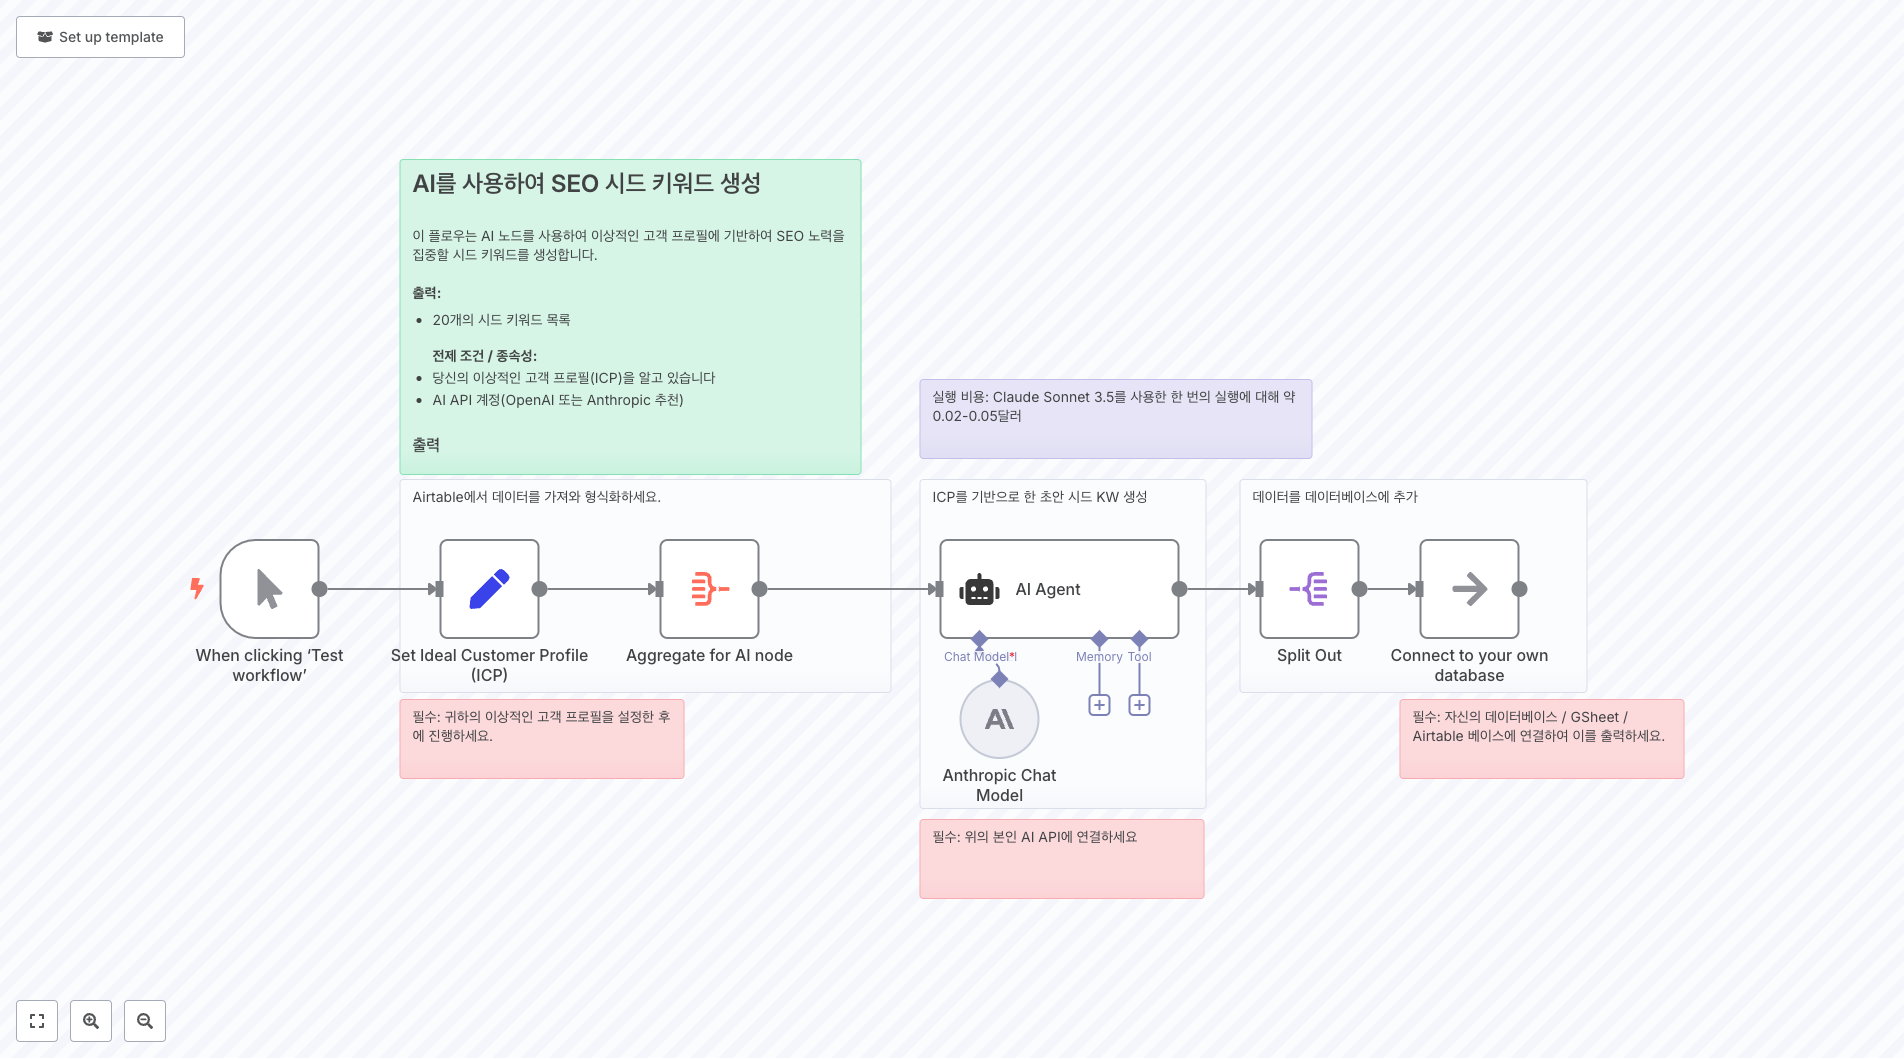 Set up template
AI를 사용하여 SEO 시드 키워드 생성
이 플로우는 AI 노드를 사용하여 이상적인 고객 프로필에 기반하여 SEO 노력을
집중할 시드 키워드를 생성합니다.
출력:
20개의 시드 키워드 목록
전제 조건 / 종속성:
당신의 이상적인 고객 프로필(ICP)을 알고 있습니다
AI API 계정(OpenAI 또는 Anthropic 추천)
출력
실행 비용: Claude Sonnet 3.5를 사용한 한 번의 실행에 대해 약
0.02-0.05달러
Airtable에서 데이터를 가져와 형식화하세요.
ICP를 기반으로 한 초안 시드 KW 생성
데이터를 데이터베이스에 추가
When clicking ‘Test
workflow’
Set Ideal Customer Profile
(ICP)
Aggregate for AI node
AI Agent
Chat Model*
Memory
Tool
Anthropic Chat
Model
Split Out
Connect to your own
database
필수: 귀하의 이상적인 고객 프로필을 설정한 후
에 진행하세요.
필수: 자신의 데이터베이스 / GSheet /
Airtable 베이스에 연결하여 이를 출력하세요.
필수: 위의 본인 AI API에 연결하세요